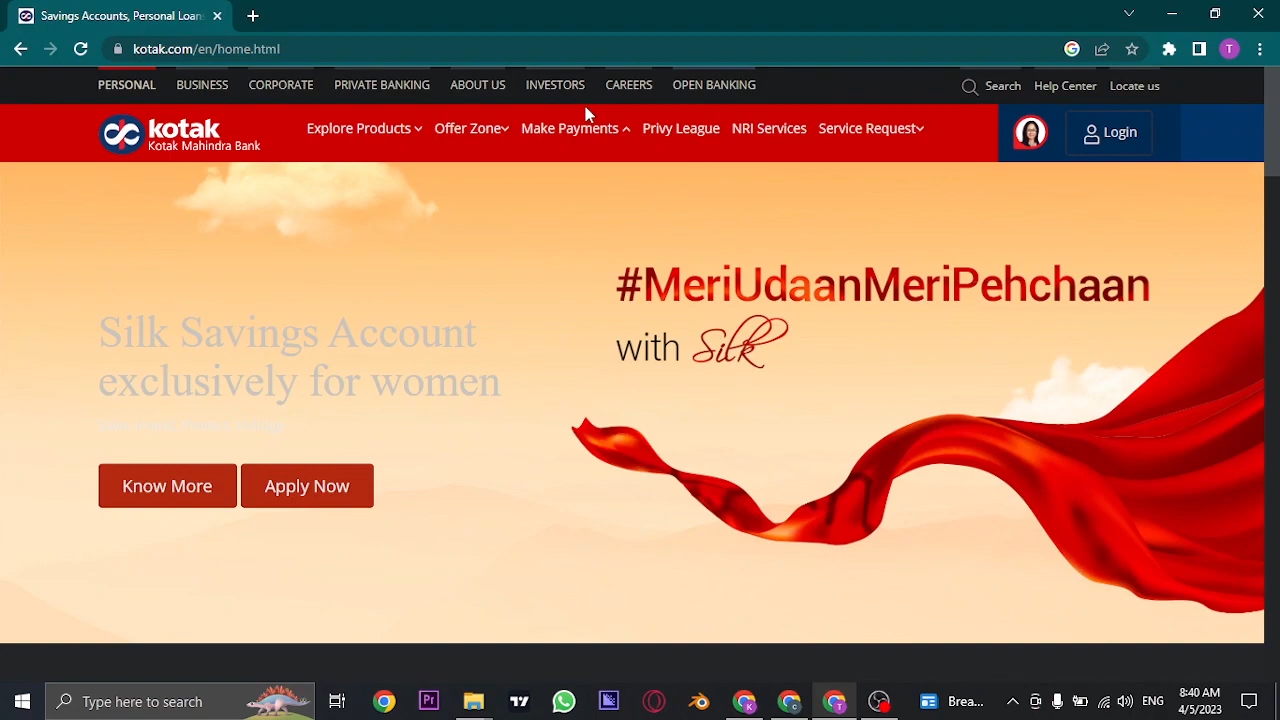 Savings Accounts, Personal Loans
kotak.com/en/home.html
T
PERSONAL BUSINESS CORPORATE PRIVATE BANKING ABOUT US INVESTORS CAREERS OPEN BANKING Search Help Center Locate us
kotak
Kotak Mahindra Bank
Explore Products Offer Zone Make Payments Privy League NRI Services Service Request Login
#MeriUdaanMeriPehchaan
with Silk
Silk Savings Account
exclusively for women
Know More Apply Now
Type here to search
Pr
K C T
Brea...
ENG
8:40 AM
4/5/2023